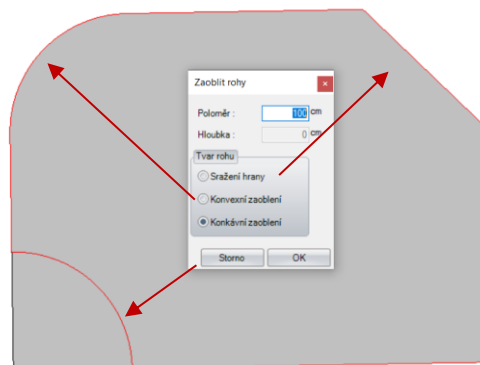 Zaoblit rohy
Poloměr : 100 cm
Hloubka : 0 cm
Tvar rohu
Sražení hrany
Konvexní zaoblení
Konkávní zaoblení
Storno OK